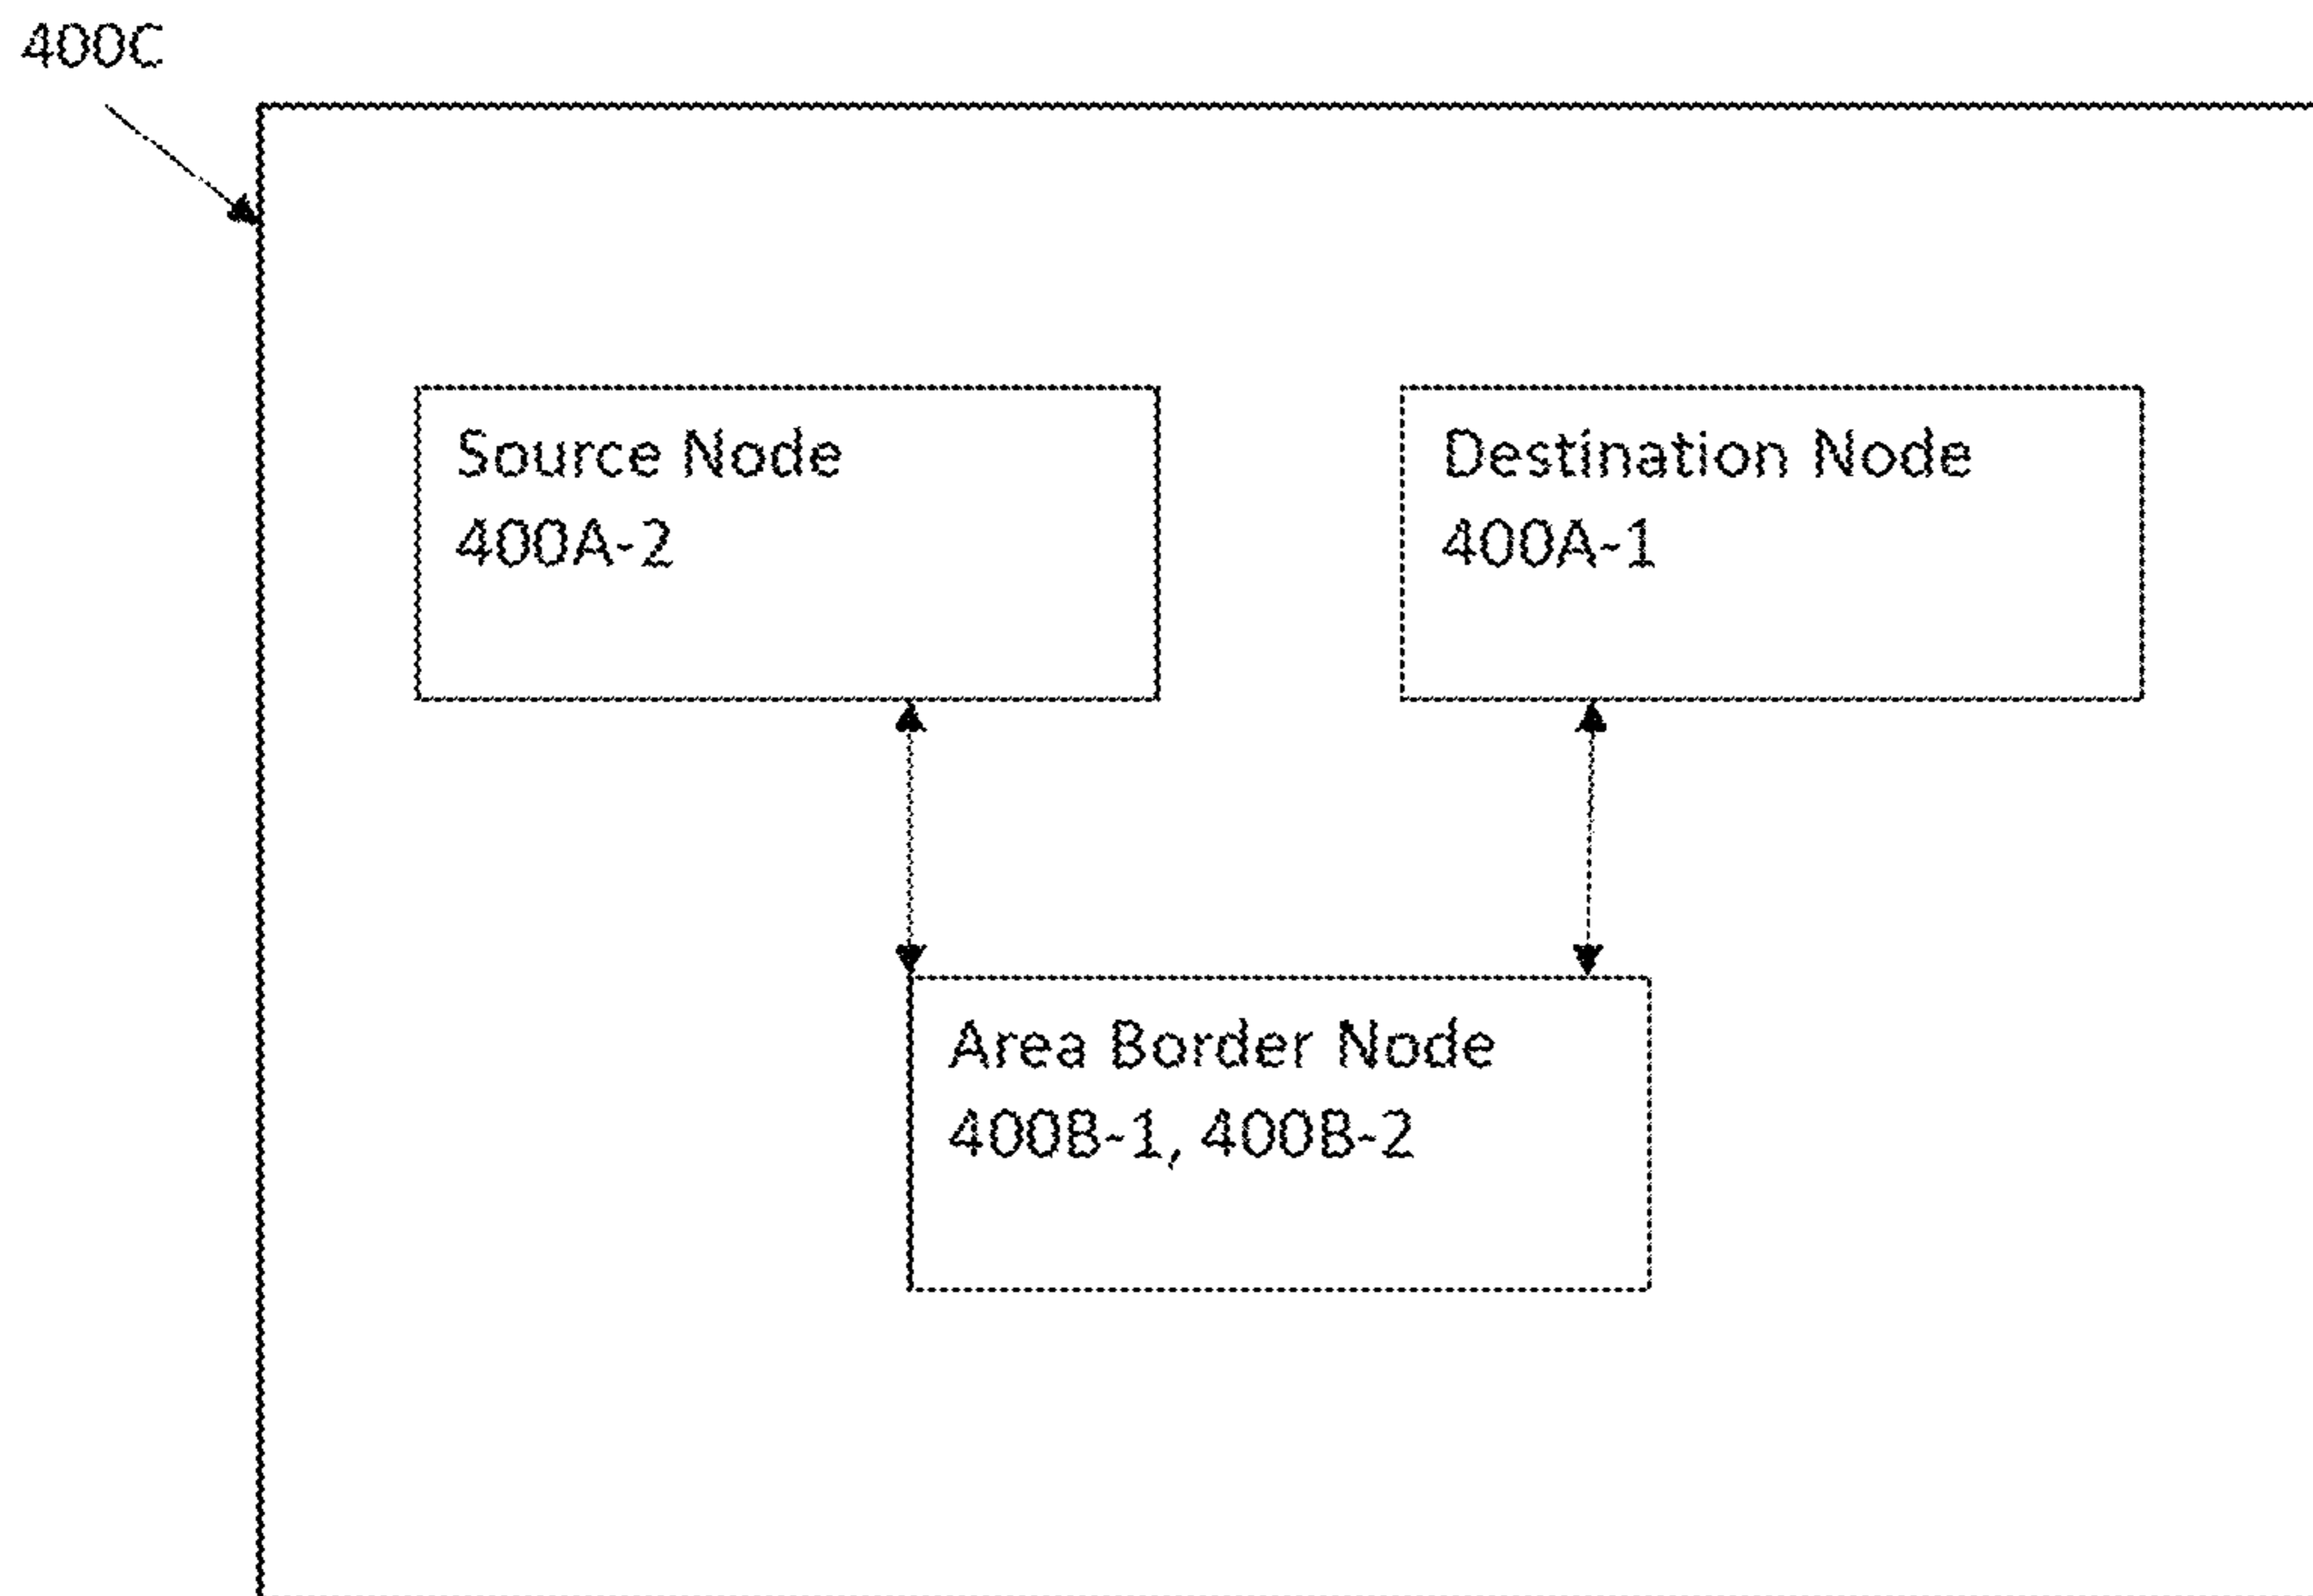 400C
Source Node
400A-2
Destination Node
400A-1
Area Border Node
400B-1, 400B-2